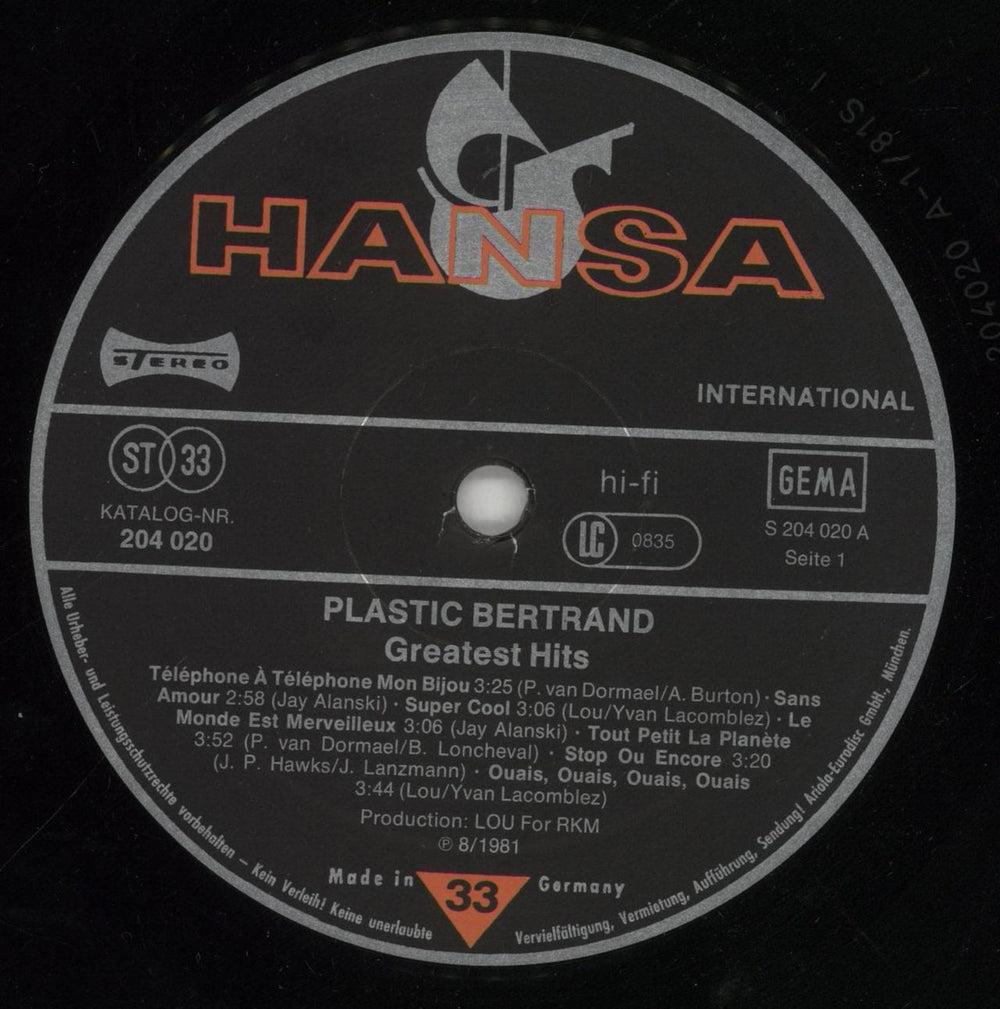 HANSA
STEREO
INTERNATIONAL
ST 33
KATALOG-NR.
204 020
hi-fi
LC 0835
GEMA
S 204 020 A
Seite 1
PLASTIC BERTRAND
Greatest Hits
Téléphone À Téléphone Mon Bijou 3:25 (P. van Dormael/A. Burton) · Sans
Amour 2:58 (Jay Alanski) · Super Cool 3:06 (Lou/Yvan Lacomblez) · Le
Monde Est Merveilleux 3:06 (Jay Alanski) · Tout Petit La Planète
3:52 (P. van Dormael/B. Loncheval) · Stop Ou Encore 3:20
(J. P. Hawks/J. Lanzmann) · Ouais, Ouais, Ouais, Ouais
3:44 (Lou/Yvan Lacomblez)
Production: LOU For RKM
℗ 8/1981
Made in 33 Germany
Alle Urheber- und Leistungsschutzrechte vorbehalten – Kein Verleih! Keine unerlaubte Vervielfältigung, Vermietung, Aufführung, Sendung! Ariola-Eurodisc GmbH., München.
204020 A-1/81S 1